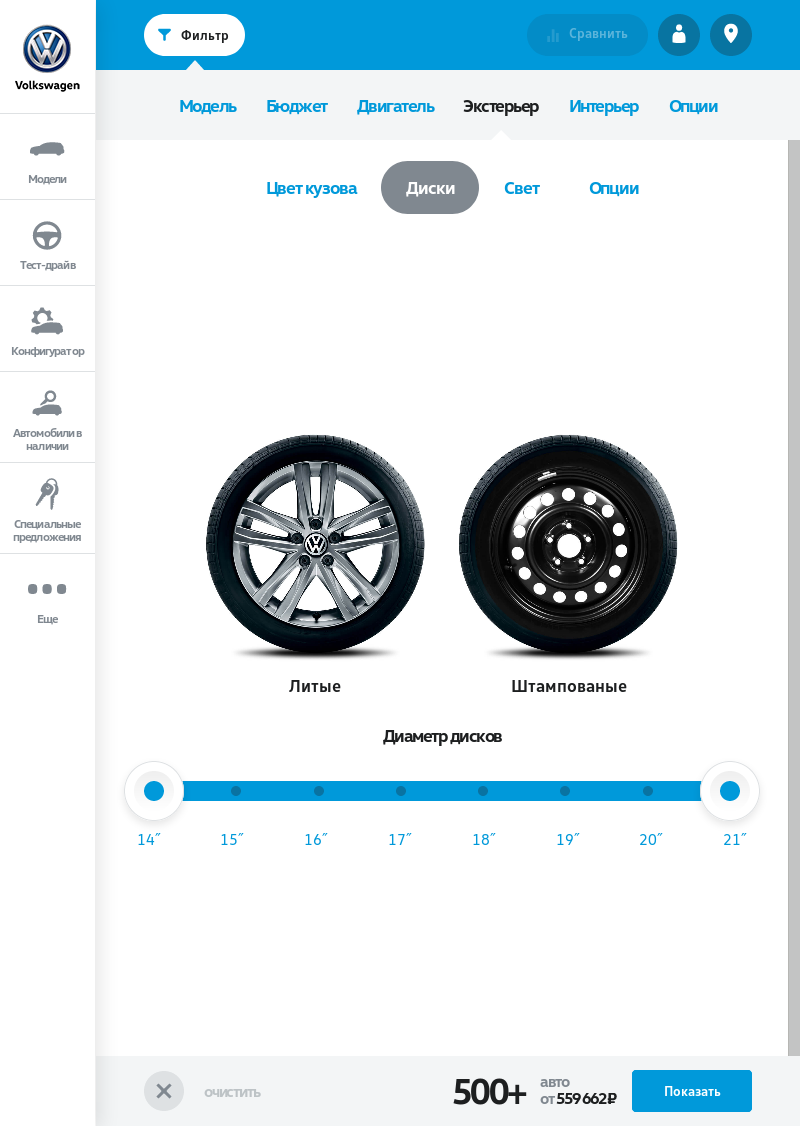 Фильтр
Сравнить
Volkswagen
Модель Бюджет Двигатель Экстерьер Интерьер Опции
Модели
Цвет кузова Диски Свет Опции
Тест-драйв
Конфигуратор
Автомобили в
наличии
Специальные
предложения
Еще
Литые Штампованые
Диаметр дисков
14″ 15″ 16″ 17″ 18″ 19″ 20″ 21″
ОЧИСТИТЬ
500+
авто
от 559 662 ₽
Показать